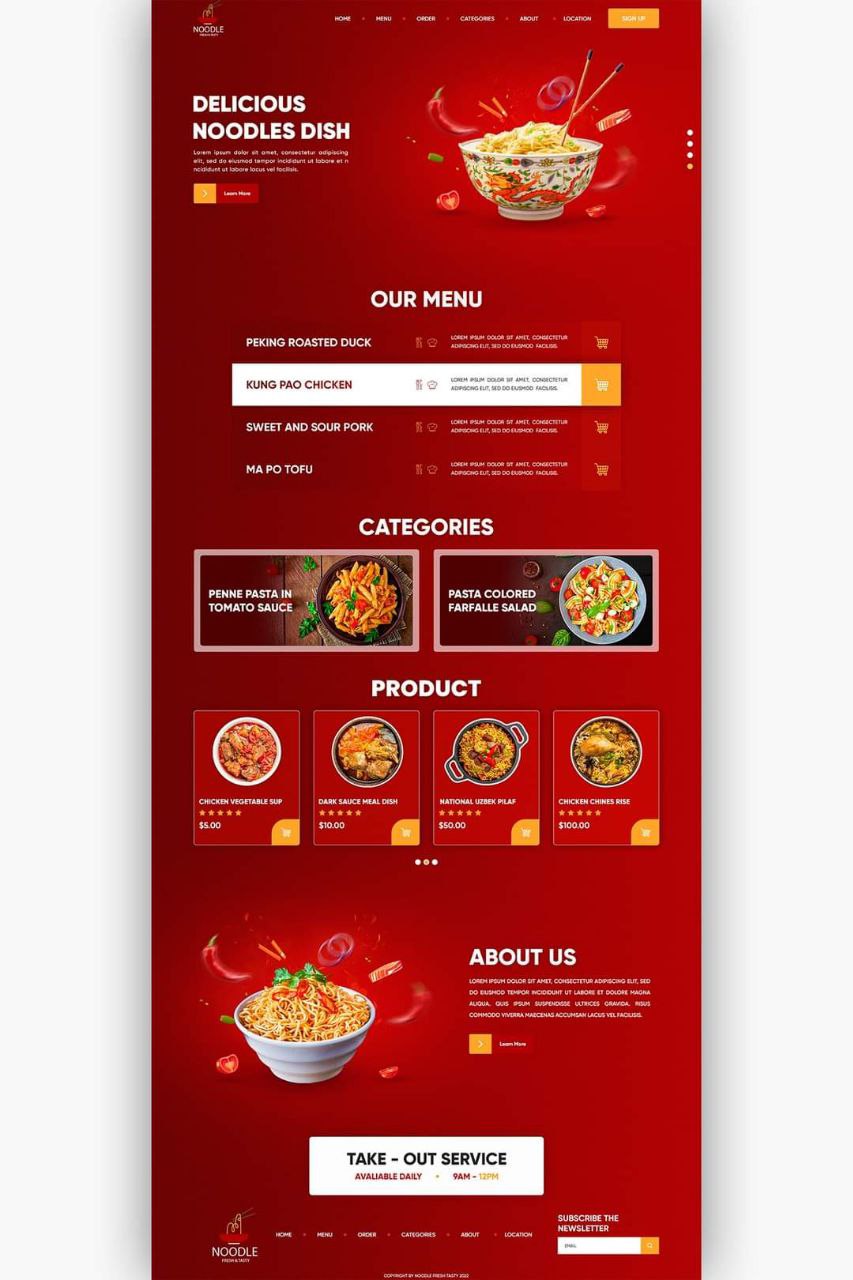 NOODLE
FRESH TASTY
HOME
MENU
ORDER
CATEGORIES
ABOUT
LOCATION
SIGN UP
DELICIOUS
NOODLES DISH
Lorem ipsum dolor sit amet, consectetur adipiscing
elit, sed do eiusmod tempor incididunt ut labore et n
ncididunt ut labore locus vel facilisis.
Learn More
OUR MENU
PEKING ROASTED DUCK
LOREM IPSUM DOLOR SIT AMET, CONSECTETUR
ADIPISCING ELIT, SED DO EIUSMOD FACILISIS.
KUNG PAO CHICKEN
LOREM IPSUM DOLOR SIT AMET, CONSECTETUR
ADIPISCING ELIT, SED DO EIUSMOD FACILISIS.
SWEET AND SOUR PORK
LOREM IPSUM DOLOR SIT AMET, CONSECTETUR
ADIPISCING ELIT, SED DO EIUSMOD FACILISIS.
MA PO TOFU
LOREM IPSUM DOLOR SIT AMET, CONSECTETUR
ADIPISCING ELIT, SED DO EIUSMOD FACILISIS.
CATEGORIES
PENNE PASTA IN
TOMATO SAUCE
PASTA COLORED
FARFALLE SALAD
PRODUCT
CHICKEN VEGETABLE SUP
$5.00
DARK SAUCE MEAL DISH
$10.00
NATIONAL UZBEK PILAF
$50.00
CHICKEN CHINES RISE
$100.00
ABOUT US
LOREM IPSUM DOLOR SIT AMET, CONSECTETUR ADIPISCING ELIT, SED
DO EIUSMOD TEMPOR INCIDIDUNT UT LABORE ET DOLORE MAGNA
ALIQUA. QUIS IPSUM SUSPENDISSE ULTRICES GRAVIDA. RISUS
COMMODO VIVERRA MAECENAS ACCUMSAN LACUS VEL FACILISIS.
Learn More
TAKE - OUT SERVICE
AVALIABLE DAILY • 9AM - 12PM
NOODLE
FRESH & TASTY
HOME
MENU
ORDER
CATEGORIES
ABOUT
LOCATION
SUBSCRIBE THE
NEWSLETTER
EMAIL
COPYRIGHT BY NOODLE FRESH TASTY 2022